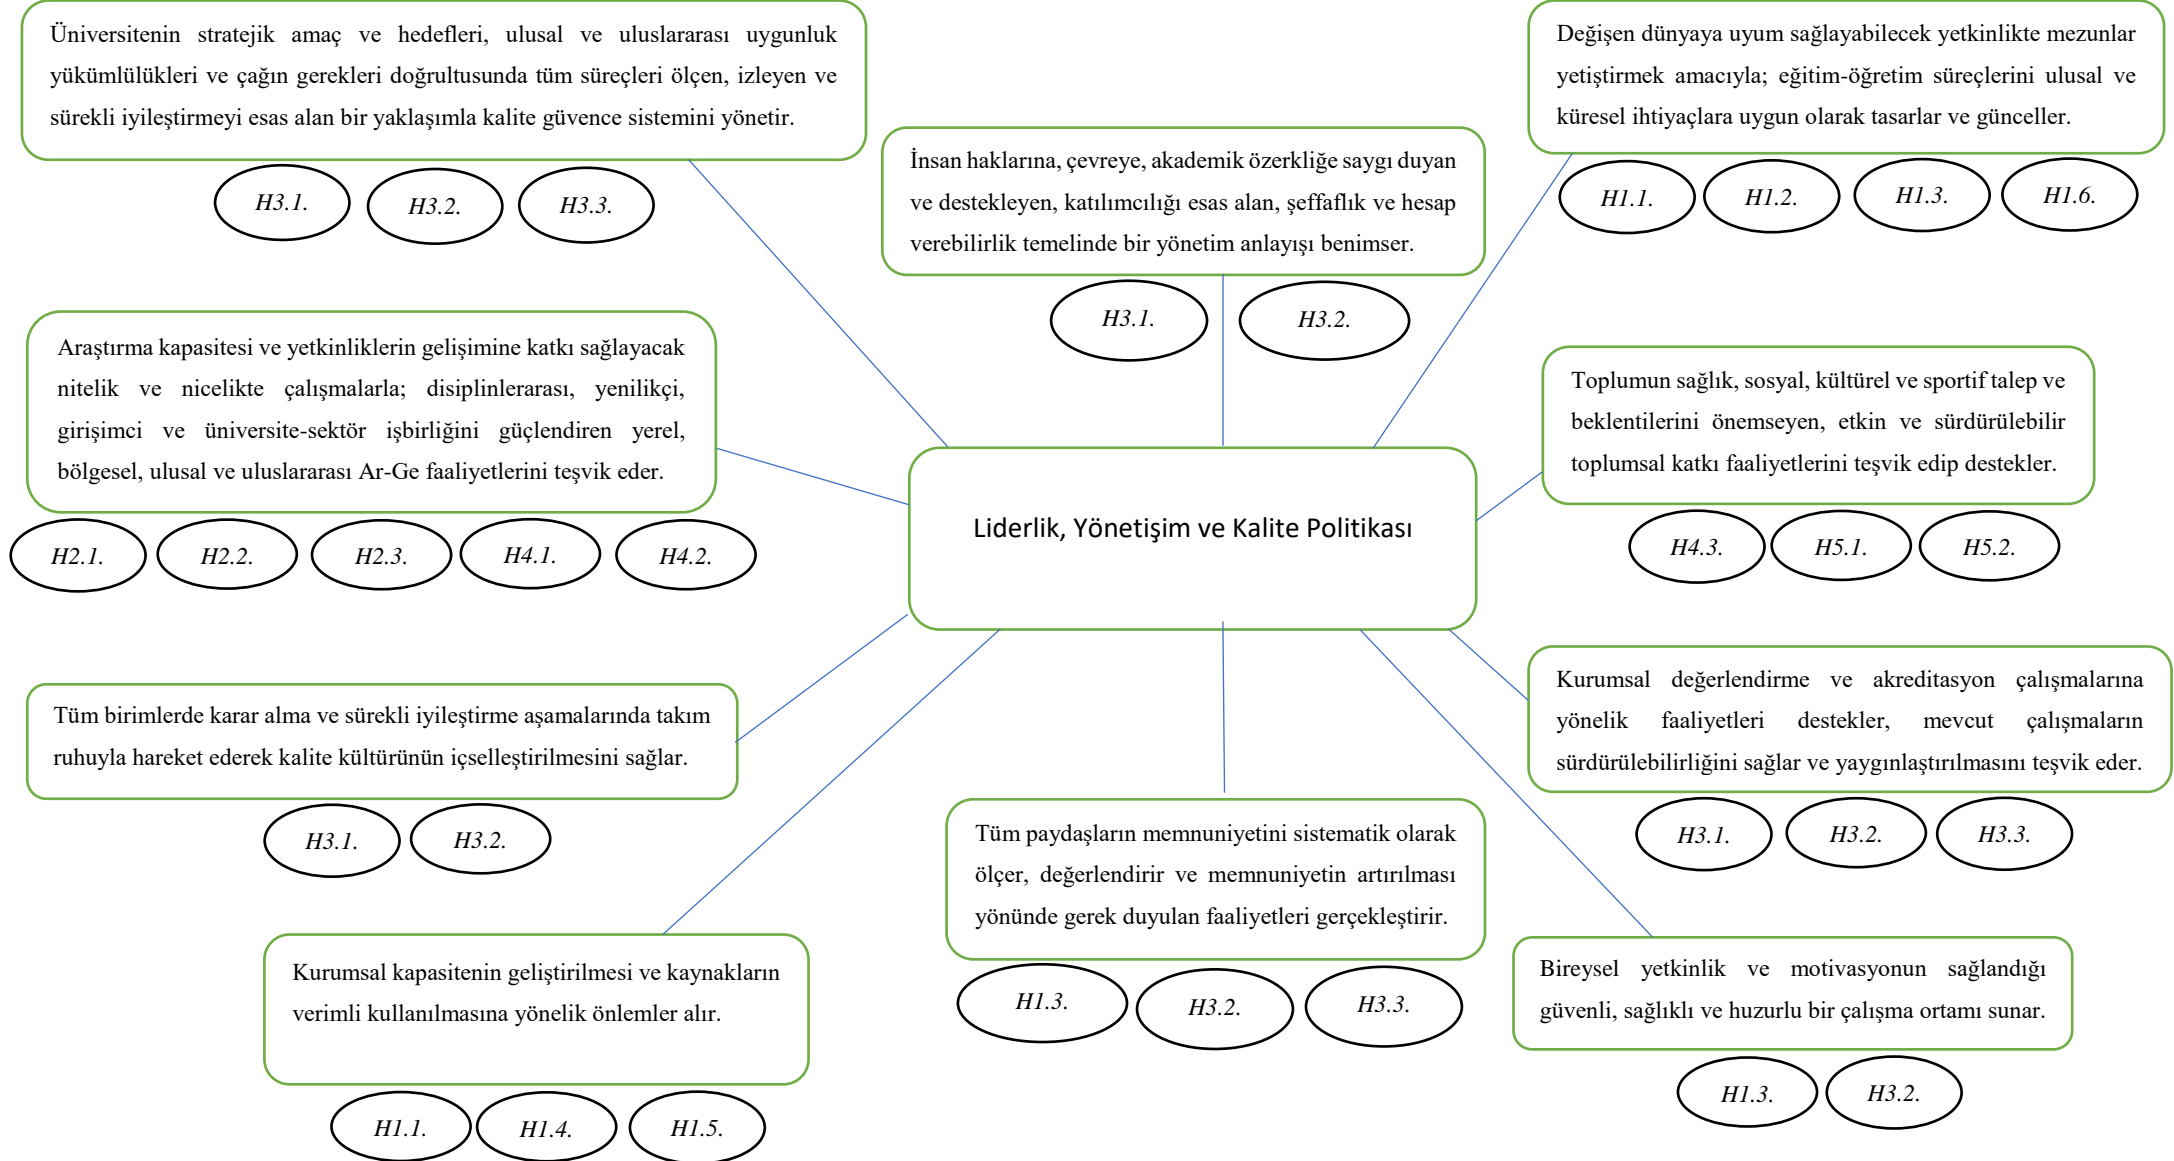 Üniversitenin stratejik amaç ve hedefleri, ulusal ve uluslararası uygunluk
yükümlülükleri ve çağın gerekleri doğrultusunda tüm süreçleri ölçen, izleyen ve
sürekli iyileştirmeyi esas alan bir yaklaşımla kalite güvence sistemini yönetir.
H3.1.
H3.2.
H3.3.
İnsan haklarına, çevreye, akademik özerkliğe saygı duyan
ve destekleyen, katılımcılığı esas alan, şeffaflık ve hesap
verebilirlik temelinde bir yönetim anlayışı benimser.
H3.1.
H3.2.
Değişen dünyaya uyum sağlayabilecek yetkinlikte mezunlar
yetiştirmek amacıyla; eğitim-öğretim süreçlerini ulusal ve
küresel ihtiyaçlara uygun olarak tasarlar ve günceller.
H1.1.
H1.2.
H1.3.
H1.6.
Araştırma kapasitesi ve yetkinliklerin gelişimine katkı sağlayacak
nitelik ve nicelikte çalışmalarla; disiplinlerarası, yenilikçi,
girişimci ve üniversite-sektör işbirliğini güçlendiren yerel,
bölgesel, ulusal ve uluslararası Ar-Ge faaliyetlerini teşvik eder.
H2.1.
H2.2.
H2.3.
H4.1.
H4.2.
Liderlik, Yönetişim ve Kalite Politikası
Toplumun sağlık, sosyal, kültürel ve sportif talep ve
beklentilerini önemseyen, etkin ve sürdürülebilir
toplumsal katkı faaliyetlerini teşvik edip destekler.
H4.3.
H5.1.
H5.2.
Tüm birimlerde karar alma ve sürekli iyileştirme aşamalarında takım
ruhuyla hareket ederek kalite kültürünün içselleştirilmesini sağlar.
H3.1.
H3.2.
Kurumsal değerlendirme ve akreditasyon çalışmalarına
yönelik faaliyetleri destekler, mevcut çalışmaların
sürdürülebilirliğini sağlar ve yaygınlaştırılmasını teşvik eder.
H3.1.
H3.2.
H3.3.
Tüm paydaşların memnuniyetini sistematik olarak
ölçer, değerlendirir ve memnuniyetin artırılması
yönünde gerek duyulan faaliyetleri gerçekleştirir.
H1.3.
H3.2.
H3.3.
Kurumsal kapasitenin geliştirilmesi ve kaynakların
verimli kullanılmasına yönelik önlemler alır.
H1.1.
H1.4.
H1.5.
Bireysel yetkinlik ve motivasyonun sağlandığı
güvenli, sağlıklı ve huzurlu bir çalışma ortamı sunar.
H1.3.
H3.2.